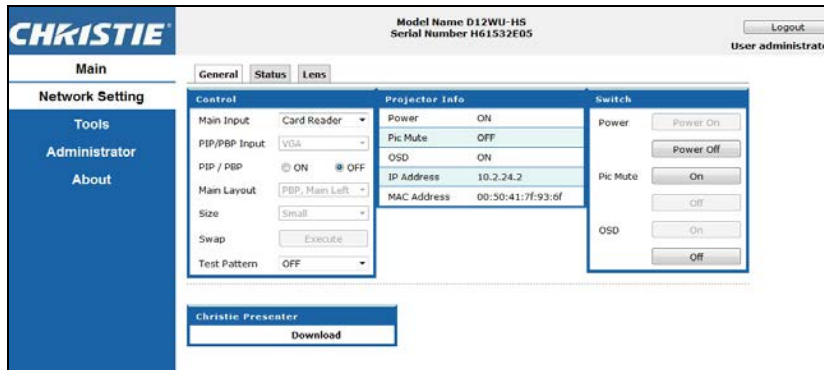 CHRISTIE
Model Name D12WU-HS
Serial Number H61532E05
Logout
User administrat
Main
Network Setting
Tools
Administrator
About
General Status Lens
Control
Main Input Card Reader
PIP/PBP Input VGA
PIP / PBP ON OFF
Main Layout PBP, Main Left
Size Small
Swap Execute
Test Pattern OFF
Projector Info
Power ON
Pic Mute OFF
OSD ON
IP Address 10.2.24.2
MAC Address 00:50:41:7f:93:6f
Switch
Power Power On
Power Off
Pic Mute On
Off
OSD On
Off
Christie Presenter
Download